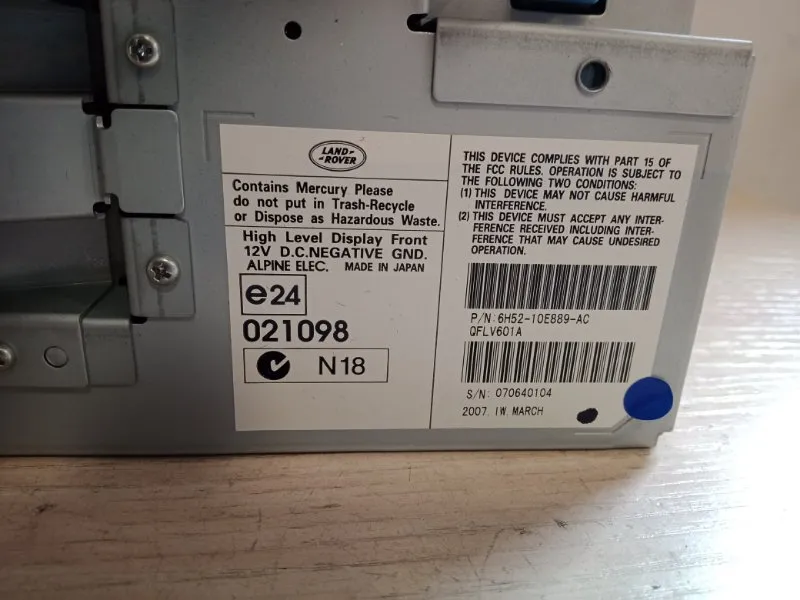 LAND-
-ROVER
Contains Mercury Please
do not put in Trash-Recycle
or Dispose as Hazardous Waste.
High Level Display Front
12V D.C.NEGATIVE GND.
ALPINE ELEC. MADE IN JAPAN
e24
021098
N18
THIS DEVICE COMPLIES WITH PART 15 OF
THE FCC RULES. OPERATION IS SUBJECT TO
THE FOLLOWING TWO CONDITIONS:
(1) THIS DEVICE MAY NOT CAUSE HARMFUL
INTERFERENCE.
(2) THIS DEVICE MUST ACCEPT ANY INTER-
FERENCE RECEIVED INCLUDING INTER-
FERENCE THAT MAY CAUSE UNDESIRED
OPERATION.
P/N:6H52-10E889-AC
QFLV601A
S/N: 070640104
2007. 1W. MARCH